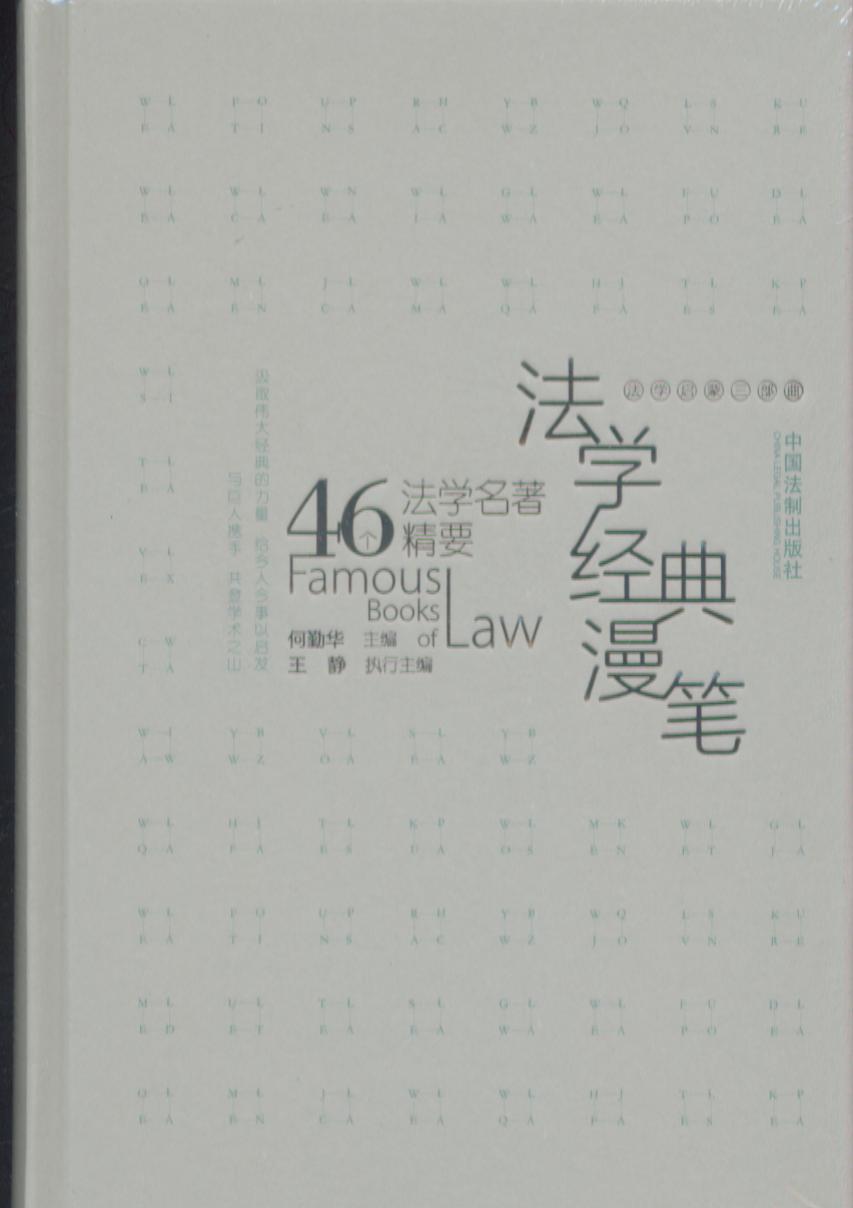 法学启蒙三部曲
法学经典漫笔
中国法制出版社
CHINA LEGAL PUBLISHING HOUSE
46个
法学名著
精要
Famous
Books
of Law
何勤华 主编
王 静 执行主编
汲取伟大经典的力量 给今人今事以启发
与巨人携手 共登学术之山
W L F O U P R H Y B W Q L S K U
E A T I N S A C W Z J O V N R E
W L W L W N W L G L W L F U D L
E A C A E A I A W A E A P O E A
O L M L J L W L W L H J T L K P
E A E N C A M A Q A F A E S E A
W L
S I
T L
E A
V L
E X
C W
T A
W J Y B V L S L Y B
A W W Z O A E A W Z
W L H J T L K P W L M K W L G L
Q A F A E S U A O S E N E T J A
W L F O U P R H Y B W Q L S K U
E A T I N S A C W Z J O V N R E
M L U L T L S L G L W L F U D L
E D E T E A E A W A E A P O E A
O L M L J L W L W L H J T L K P
E A E N C A E A Q A F A E S E A